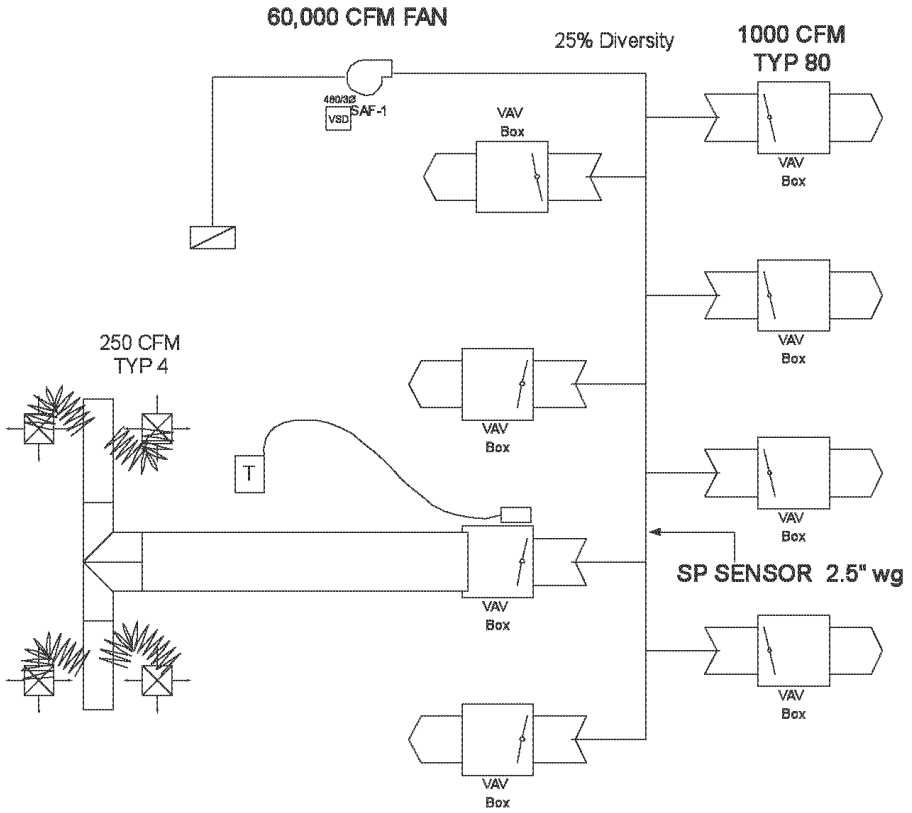 60,000 CFM FAN
25% Diversity
1000 CFM
TYP 80
480/3Ø
SAF-1
VSD
VAV
Box
VAV
Box
VAV
Box
250 CFM
TYP 4
VAV
Box
VAV
Box
T
SP SENSOR 2.5" wg
VAV
Box
VAV
Box
VAV
Box